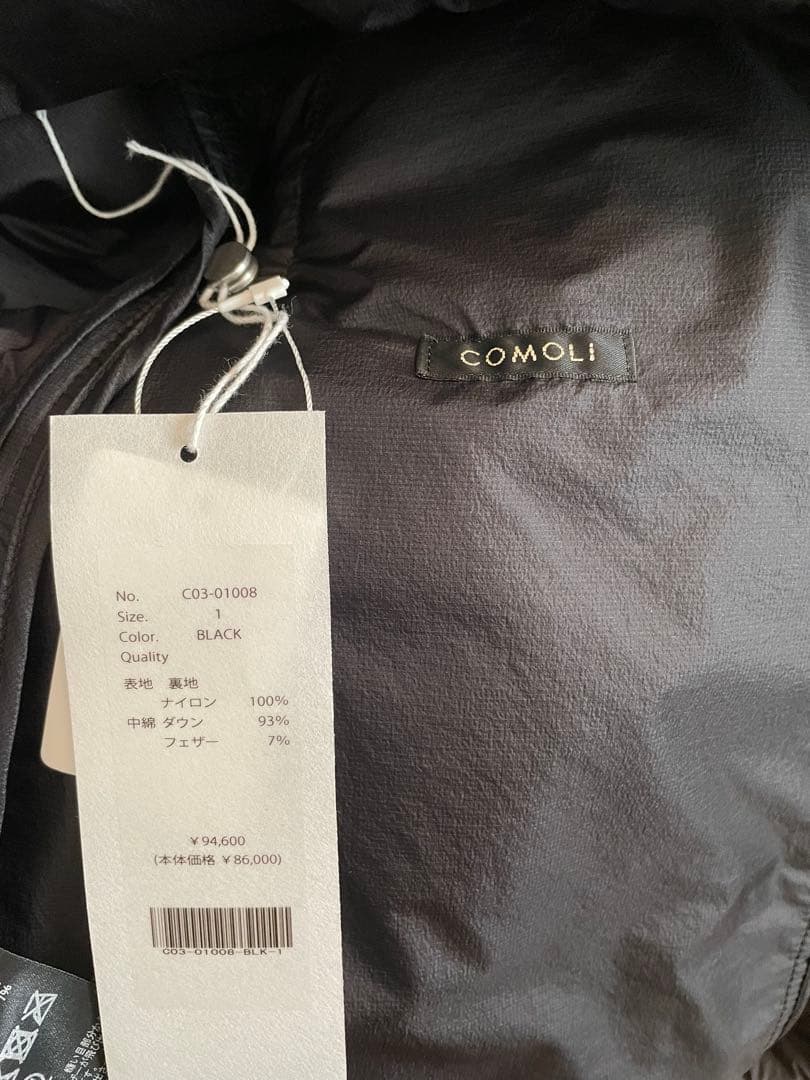 COMOLI
No. C03-01008
Size. 1
Color. BLACK
Quality
表地 裏地
ナイロン 100%
中綿 ダウン 93%
フェザー 7%
¥94,600
(本体価格 ¥86,000)
C03-01008-BLK-1